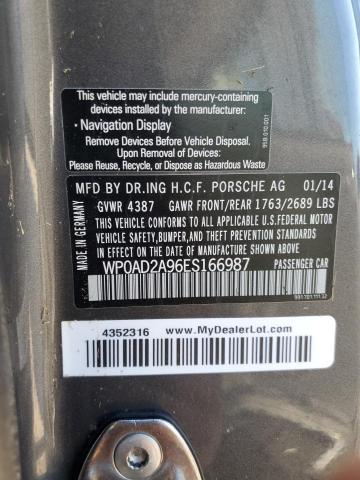 This vehicle may include mercury-containing
devices installed by the manufacturer:
• Navigation Display
Remove Devices Before Vehicle Disposal.
Upon Removal of Devices
Please Reuse, Recycle or Dispose as Hazardous Waste
95B 010 001
MFD BY DR.ING H.C.F. PORSCHE AG 01/14
GVWR 4387 GAWR FRONT/REAR 1763/2689 LBS
THIS VEHICLE CONFORMS
TO ALL APPLICABLE U.S.FEDERAL MOTOR
VEHICLE SAFETY,BUMPER,AND THEFT PREVENTION STANDARDS
IN EFFECT ON THE DATE OF MANUFACTURE SHOWN ABOVE.
WP0AD2A96ES166987 PASSENGER CAR
MADE IN GERMANY
99170111132
4352316 www.MyDealerLot.com